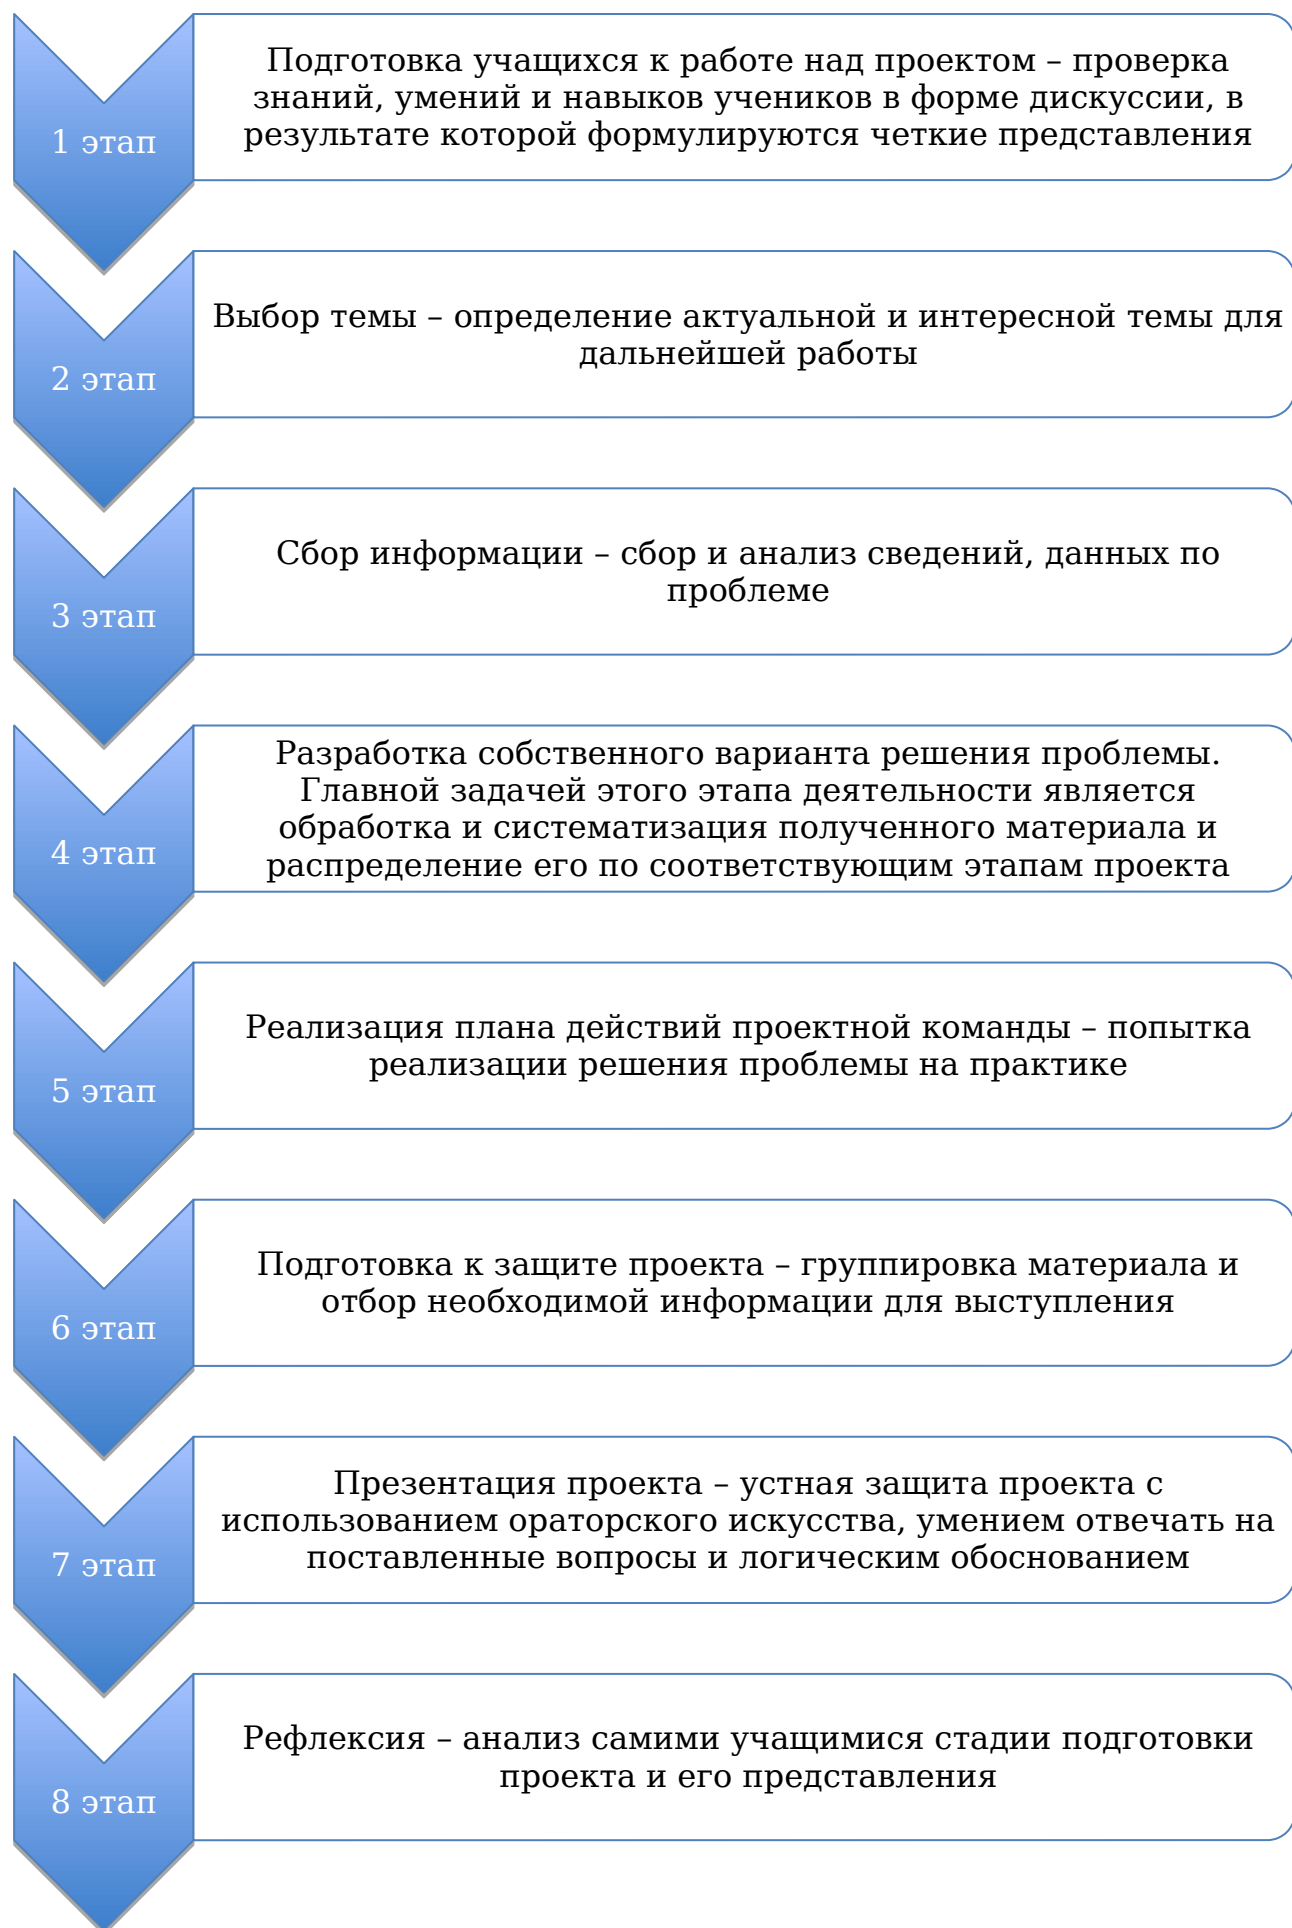 1 этап
Подготовка учащихся к работе над проектом – проверка
знаний, умений и навыков учеников в форме дискуссии, в
результате которой формулируются четкие представления
2 этап
Выбор темы – определение актуальной и интересной темы для
дальнейшей работы
3 этап
Сбор информации – сбор и анализ сведений, данных по
проблеме
4 этап
Разработка собственного варианта решения проблемы.
Главной задачей этого этапа деятельности является
обработка и систематизация полученного материала и
распределение его по соответствующим этапам проекта
5 этап
Реализация плана действий проектной команды – попытка
реализации решения проблемы на практике
6 этап
Подготовка к защите проекта – группировка материала и
отбор необходимой информации для выступления
7 этап
Презентация проекта – устная защита проекта с
использованием ораторского искусства, умением отвечать на
поставленные вопросы и логическим обоснованием
8 этап
Рефлексия – анализ самими учащимися стадии подготовки
проекта и его представления